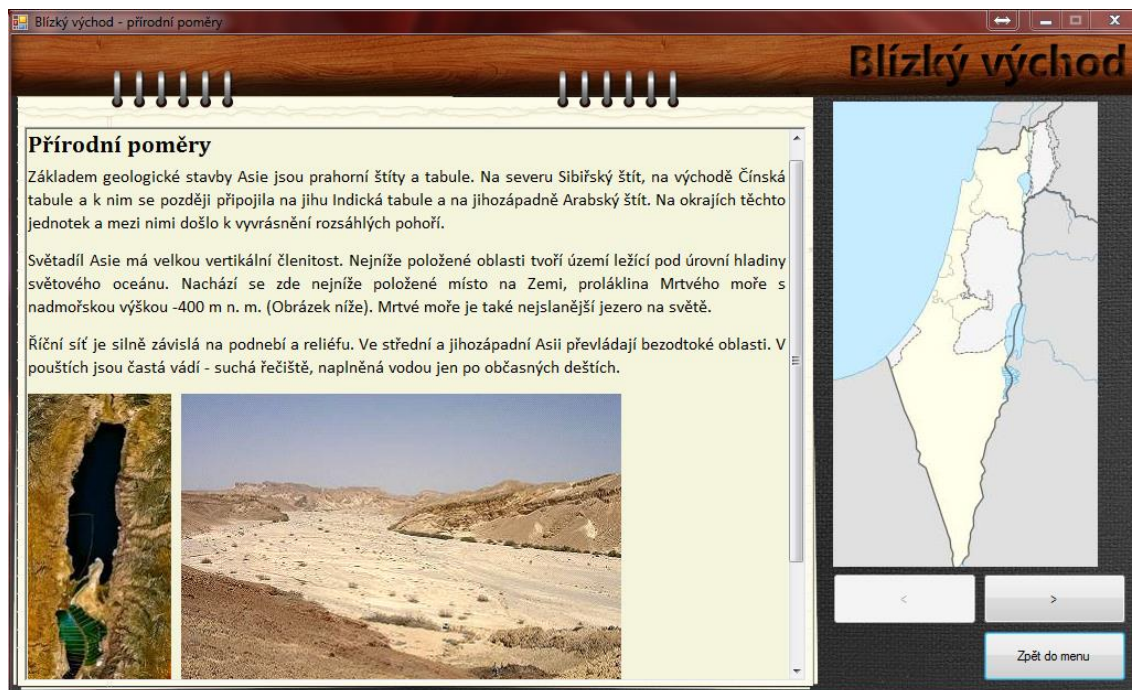 Blízký východ - přírodní poměry
Blízký východ
Přírodní poměry
Základem geologické stavby Asie jsou prahorní štíty a tabule. Na severu Sibiřský štít, na východě Čínská
tabule a k nim se později připojila na jihu Indická tabule a na jihozápadně Arabský štít. Na okrajích těchto
jednotek a mezi nimi došlo k vyvrásnění rozsáhlých pohoří.
Světadíl Asie má velkou vertikální členitost. Nejníže položené oblasti tvoří území ležící pod úrovní hladiny
světového oceánu. Nachází se zde nejníže položené místo na Zemi, proláklina Mrtvého moře s
nadmořskou výškou -400 m n. m. (Obrázek níže). Mrtvé moře je také nejslanější jezero na světě.
Říční síť je silně závislá na podnebí a reliéfu. Ve střední a jihozápadní Asii převládají bezodtoké oblasti. V
pouštích jsou častá vádí - suchá řečiště, naplněná vodou jen po občasných deštích.
< >
Zpět do menu